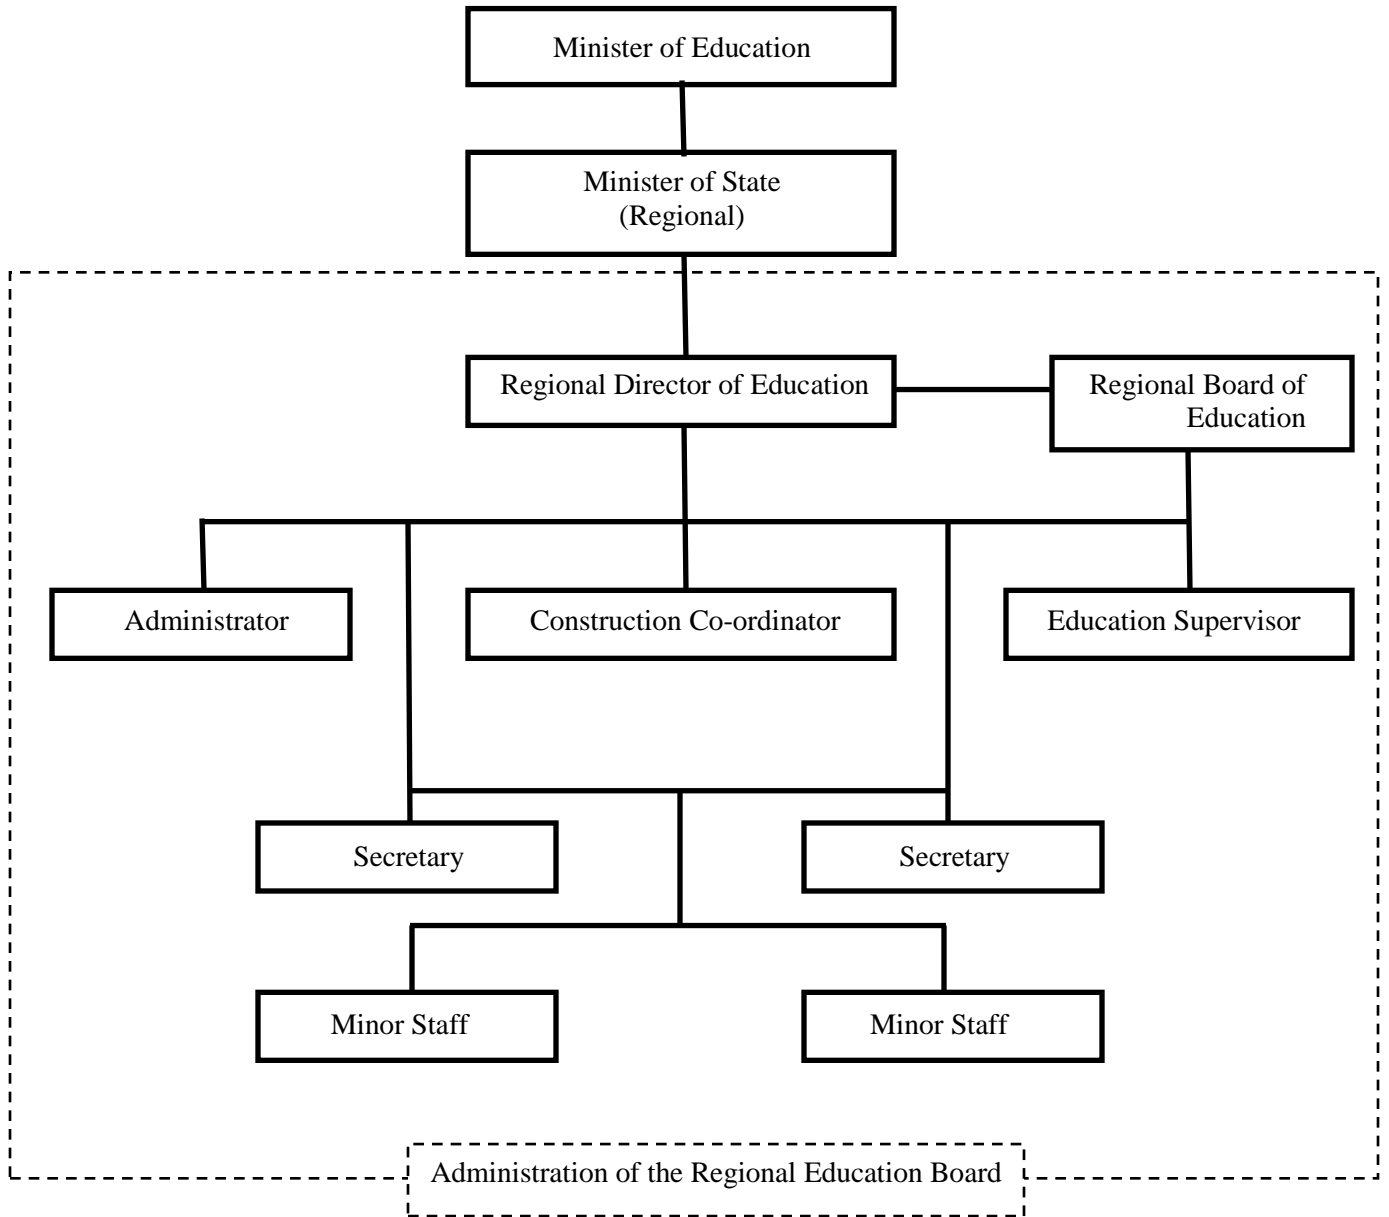 Minister of Education
Minister of State
(Regional)
Regional Director of Education
Regional Board of
Education
Administrator
Construction Co-ordinator
Education Supervisor
Secretary
Secretary
Minor Staff
Minor Staff
Administration of the Regional Education Board